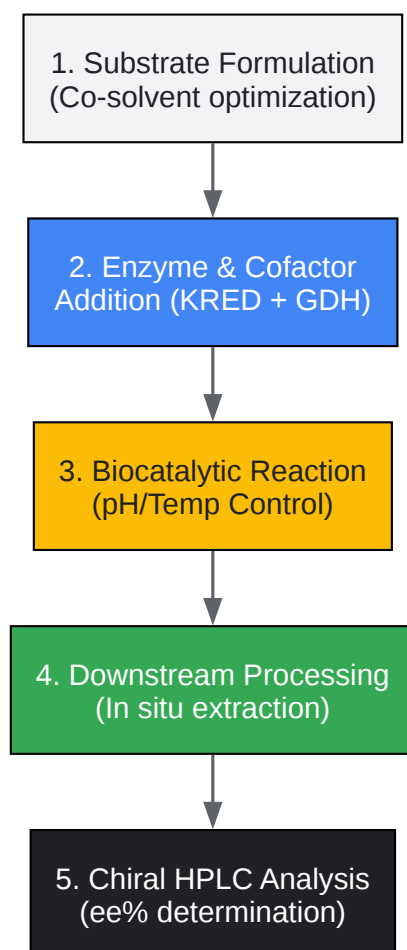 1. Substrate Formulation
(Co-solvent optimization)
2. Enzyme & Cofactor
Addition (KRED + GDH)
3. Biocatalytic Reaction
(pH/Temp Control)
4. Downstream Processing
(In situ extraction)
5. Chiral HPLC Analysis
(ee% determination)